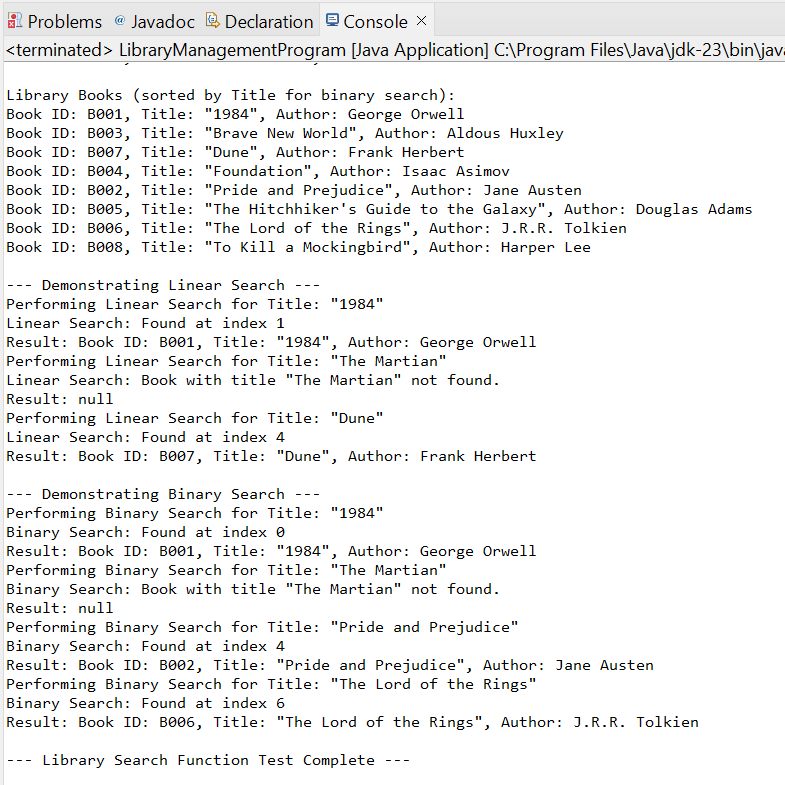 Problems @ Javadoc Declaration Console ×
<terminated> LibraryManagementProgram [Java Application] C:\Program Files\Java\jdk-23\bin\java
Library Books (sorted by Title for binary search):
Book ID: B001, Title: "1984", Author: George Orwell
Book ID: B003, Title: "Brave New World", Author: Aldous Huxley
Book ID: B007, Title: "Dune", Author: Frank Herbert
Book ID: B004, Title: "Foundation", Author: Isaac Asimov
Book ID: B002, Title: "Pride and Prejudice", Author: Jane Austen
Book ID: B005, Title: "The Hitchhiker's Guide to the Galaxy", Author: Douglas Adams
Book ID: B006, Title: "The Lord of the Rings", Author: J.R.R. Tolkien
Book ID: B008, Title: "To Kill a Mockingbird", Author: Harper Lee
--- Demonstrating Linear Search ---
Performing Linear Search for Title: "1984"
Linear Search: Found at index 1
Result: Book ID: B001, Title: "1984", Author: George Orwell
Performing Linear Search for Title: "The Martian"
Linear Search: Book with title "The Martian" not found.
Result: null
Performing Linear Search for Title: "Dune"
Linear Search: Found at index 4
Result: Book ID: B007, Title: "Dune", Author: Frank Herbert
--- Demonstrating Binary Search ---
Performing Binary Search for Title: "1984"
Binary Search: Found at index 0
Result: Book ID: B001, Title: "1984", Author: George Orwell
Performing Binary Search for Title: "The Martian"
Binary Search: Book with title "The Martian" not found.
Result: null
Performing Binary Search for Title: "Pride and Prejudice"
Binary Search: Found at index 4
Result: Book ID: B002, Title: "Pride and Prejudice", Author: Jane Austen
Performing Binary Search for Title: "The Lord of the Rings"
Binary Search: Found at index 6
Result: Book ID: B006, Title: "The Lord of the Rings", Author: J.R.R. Tolkien
--- Library Search Function Test Complete ---